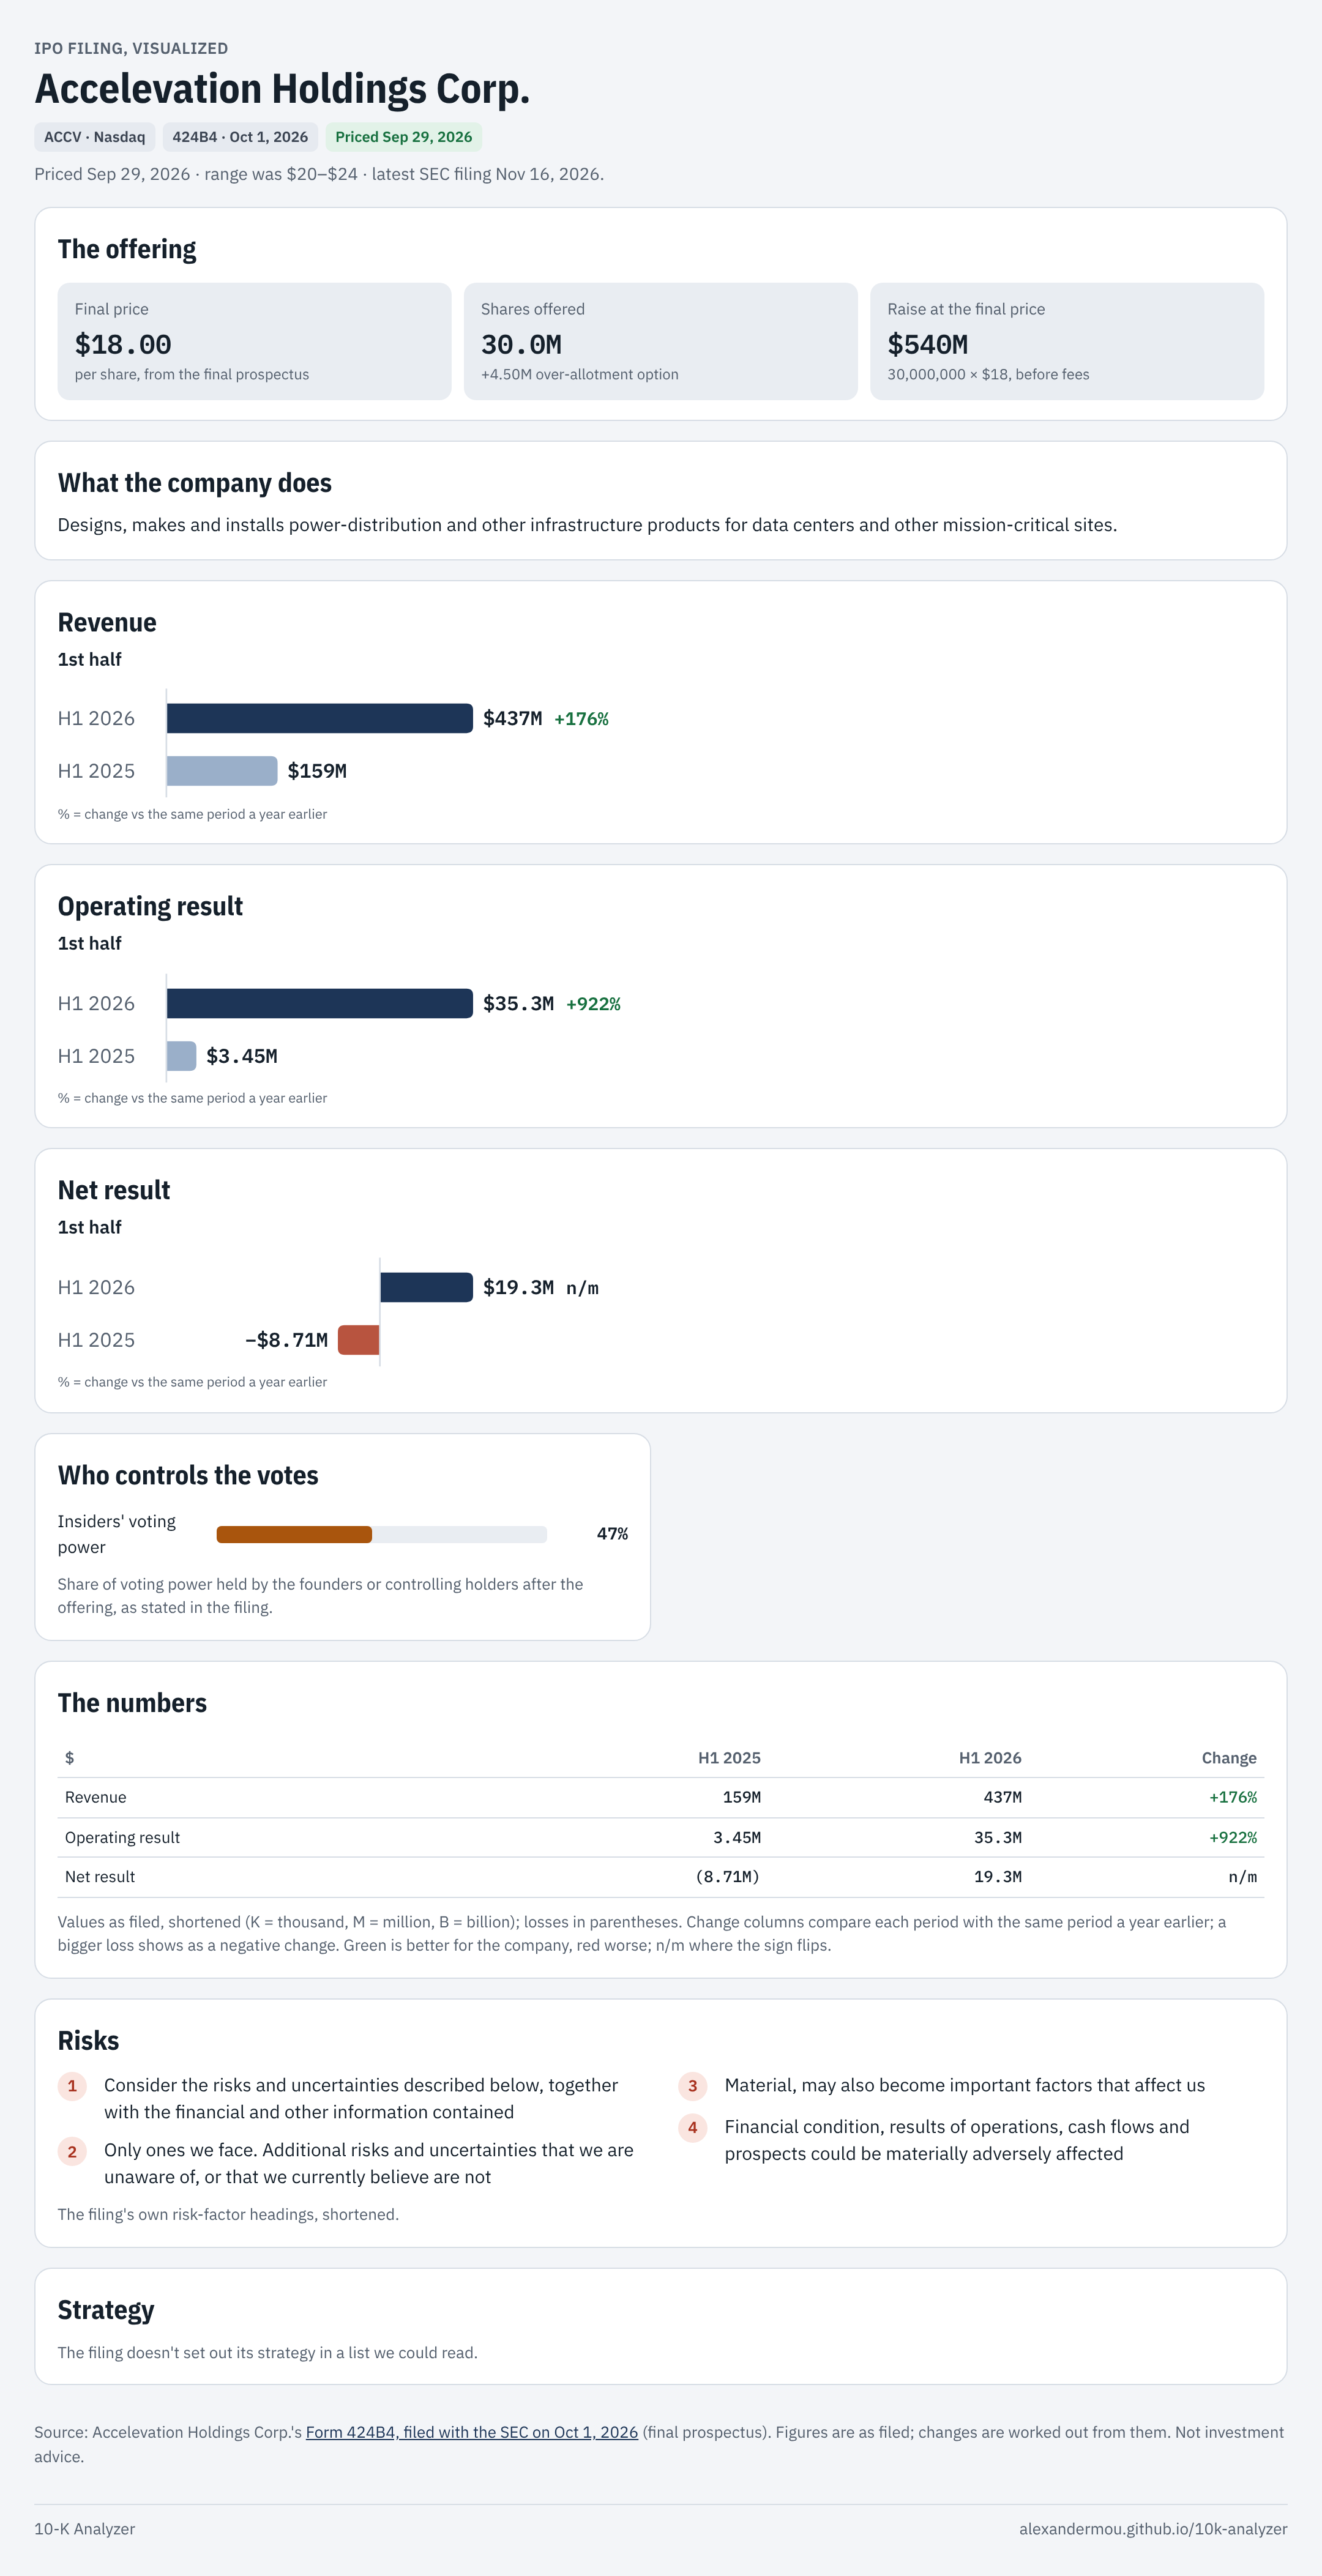 IPO FILING, VISUALIZED
Accelevation Holdings Corp.
ACCV · Nasdaq 424B4 · Oct 1, 2026 Priced Sep 29, 2026
Priced Sep 29, 2026 · range was $20–$24 · latest SEC filing Nov 16, 2026.
The offering
Final price
$18.00
per share, from the final prospectus
Shares offered
30.0M
+4.50M over-allotment option
Raise at the final price
$540M
30,000,000 × $18, before fees
What the company does
Designs, makes and installs power-distribution and other infrastructure products for data centers and other mission-critical sites.
Revenue
1st half
H1 2026 $437M +176%
H1 2025 $159M
% = change vs the same period a year earlier
Operating result
1st half
H1 2026 $35.3M +922%
H1 2025 $3.45M
% = change vs the same period a year earlier
Net result
1st half
H1 2026 $19.3M n/m
H1 2025 −$8.71M
% = change vs the same period a year earlier
Who controls the votes
Insiders' voting
power
47%
Share of voting power held by the founders or controlling holders after the
offering, as stated in the filing.
The numbers
$ H1 2025 H1 2026 Change
Revenue 159M 437M +176%
Operating result 3.45M 35.3M +922%
Net result (8.71M) 19.3M n/m
Values as filed, shortened (K = thousand, M = million, B = billion); losses in parentheses. Change columns compare each period with the same period a year earlier; a
bigger loss shows as a negative change. Green is better for the company, red worse; n/m where the sign flips.
Risks
1 Consider the risks and uncertainties described below, together
with the financial and other information contained
2 Only ones we face. Additional risks and uncertainties that we are
unaware of, or that we currently believe are not
3 Material, may also become important factors that affect us
4 Financial condition, results of operations, cash flows and
prospects could be materially adversely affected
The filing's own risk-factor headings, shortened.
Strategy
The filing doesn't set out its strategy in a list we could read.
Source: Accelevation Holdings Corp.'s Form 424B4, filed with the SEC on Oct 1, 2026 (final prospectus). Figures are as filed; changes are worked out from them. Not investment
advice.
10-K Analyzer alexandermou.github.io/10k-analyzer